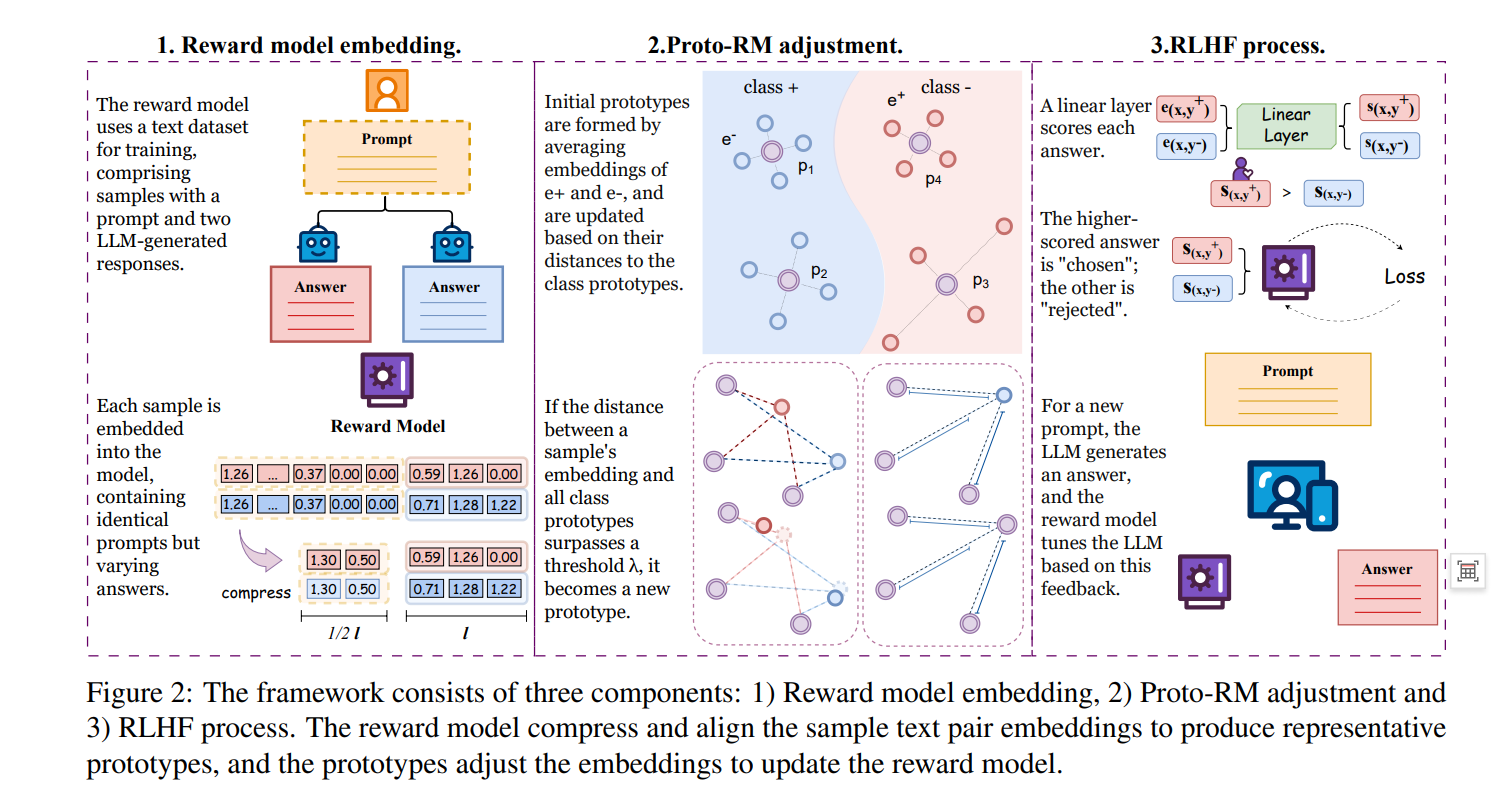 1. Reward model embedding.
The reward model
uses a text dataset
for training,
comprising
samples with a
prompt and two
LLM-generated
responses.
Prompt
Answer
Answer
Reward Model
Each sample is
embedded
into the
model,
containing
identical
prompts but
varying
answers.
1.26 ... 0.37 0.00 0.00 0.59 1.26 0.00
1.26 ... 0.37 0.00 0.00 0.71 1.28 1.22
compress
1.30 0.50 0.59 1.26 0.00
1.30 0.50 0.71 1.28 1.22
1/2 l
l
2.Proto-RM adjustment.
Initial prototypes
are formed by
averaging
embeddings of
e+ and e-, and
are updated
based on their
distances to the
class prototypes.
class +
class -
e-
p1
e+
p4
p2
p3
If the distance
between a
sample's
embedding and
all class
prototypes
surpasses a
threshold λ, it
becomes a new
prototype.
3.RLHF process.
A linear layer
scores each
answer.
e(x,y+)
e(x,y-)
Linear
Layer
s(x,y+)
s(x,y-)
S(x,y+) > S(x,y-)
The higher-
scored answer
is "chosen";
the other is
"rejected".
S(x,y+)
S(x,y-)
Loss
Prompt
For a new
prompt, the
LLM generates
an answer,
and the
reward model
tunes the LLM
based on this
feedback.
Answer
Figure 2: The framework consists of three components: 1) Reward model embedding, 2) Proto-RM adjustment and
3) RLHF process. The reward model compress and align the sample text pair embeddings to produce representative
prototypes, and the prototypes adjust the embeddings to update the reward model.